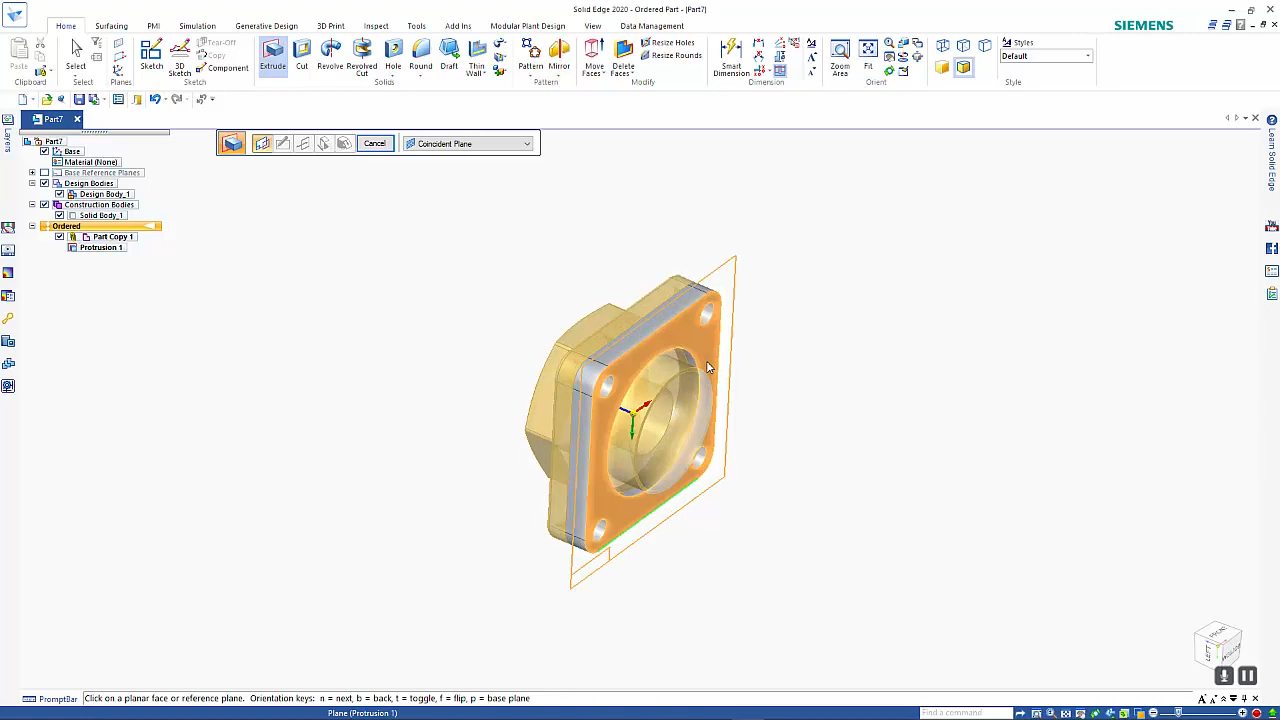 Solid Edge 2020 - Ordered Part - [Part7]
Home Surfacing PMI Simulation Generative Design 3D Print Inspect Tools Add Ins Modular Plant Design View Data Management
SIEMENS
Paste
Clipboard
Select
Select
Planes
Sketch
3D Sketch
Tear-Off
Copy
Component
Sketch
Extrude
Cut
Revolve
Revolved Cut
Hole
Round
Draft
Thin Wall
Solids
Pattern
Mirror
Pattern
Move Faces
Delete Faces
Resize Holes
Resize Rounds
Modify
Smart Dimension
Dimension
Zoom Area
Fit
Orient
Styles
Default
Style
Part7
Layers
Learn Solid Edge
Cancel
Coincident Plane
Part7
Base
Material (None)
Base Reference Planes
Design Bodies
Design Body_1
Construction Bodies
Solid Body_1
Ordered
Part Copy 1
Protrusion 1
FRONT
LEFT
PromptBar
Click on a planar face or reference plane. Orientation keys: n = next, b = back, t = toggle, f = flip, p = base plane
Plane (Protrusion 1)
Find a command